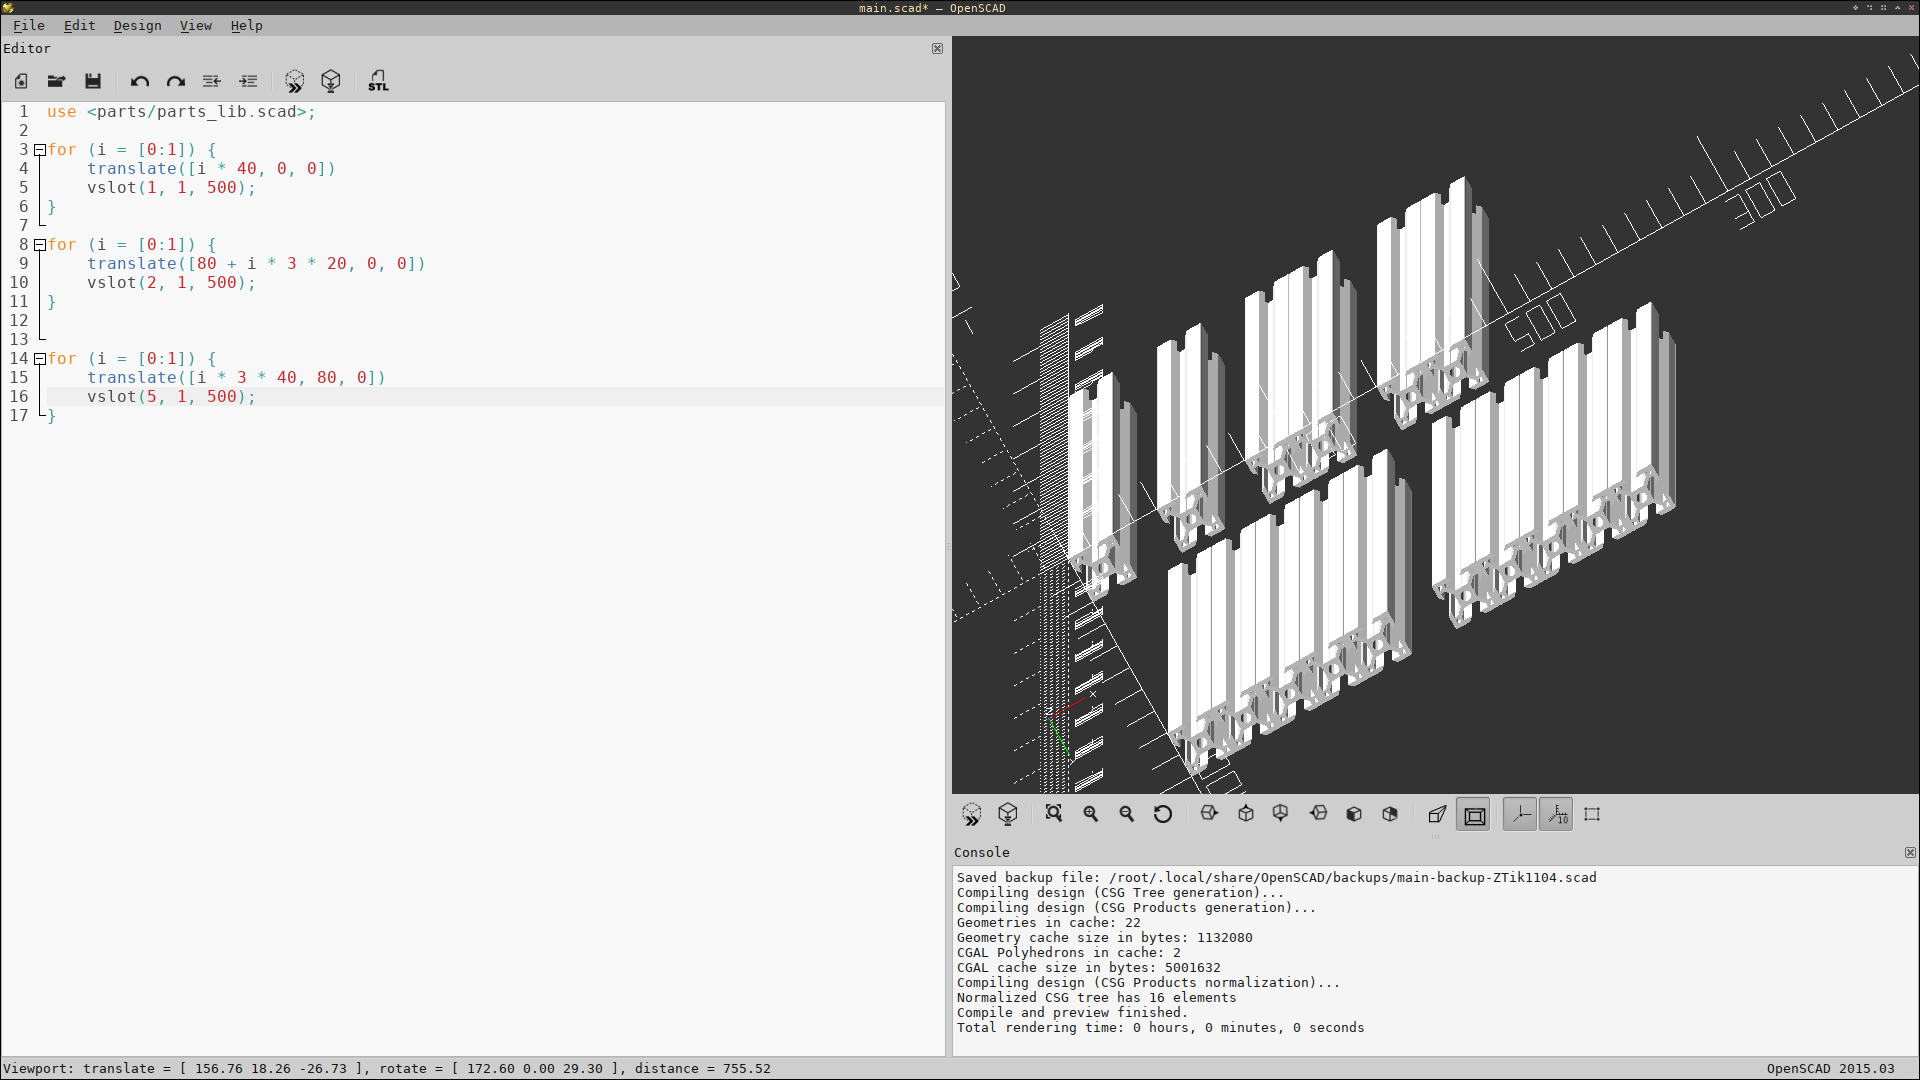 main.scad* — OpenSCAD
File Edit Design View Help
Editor
STL
1 use <parts/parts_lib.scad>;
2
3 for (i = [0:1]) {
4 translate([i * 40, 0, 0])
5 vslot(1, 1, 500);
6 }
7
8 for (i = [0:1]) {
9 translate([80 + i * 3 * 20, 0, 0])
10 vslot(2, 1, 500);
11 }
12
13
14 for (i = [0:1]) {
15 translate([i * 3 * 40, 80, 0])
16 vslot(5, 1, 500);
17 }
10
Console
Saved backup file: /root/.local/share/OpenSCAD/backups/main-backup-ZTik1104.scad
Compiling design (CSG Tree generation)...
Compiling design (CSG Products generation)...
Geometries in cache: 22
Geometry cache size in bytes: 1132080
CGAL Polyhedrons in cache: 2
CGAL cache size in bytes: 5001632
Compiling design (CSG Products normalization)...
Normalized CSG tree has 16 elements
Compile and preview finished.
Total rendering time: 0 hours, 0 minutes, 0 seconds
Viewport: translate = [ 156.76 18.26 -26.73 ], rotate = [ 172.60 0.00 29.30 ], distance = 755.52
OpenSCAD 2015.03